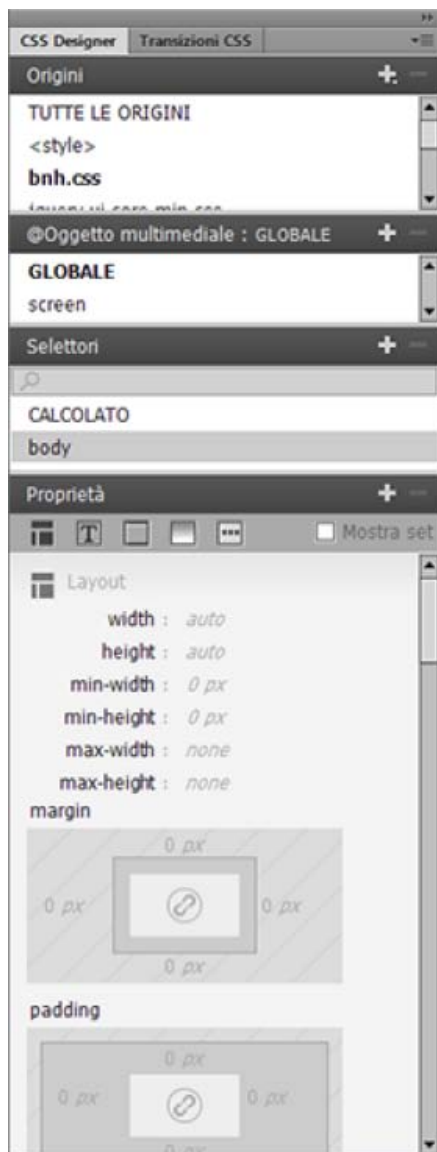 CSS Designer Transizioni CSS
Origini
TUTTE LE ORIGINI
<style>
bnh.css
@Oggetto multimediale : GLOBALE
GLOBALE
screen
Selettori
CALCOLATO
body
Proprietà
T Mostra set
Layout
width : auto
height : auto
min-width : 0 px
min-height : 0 px
max-width : none
max-height : none
margin
0 px
0 px 0 px
0 px
padding
0 px
0 px 0 px